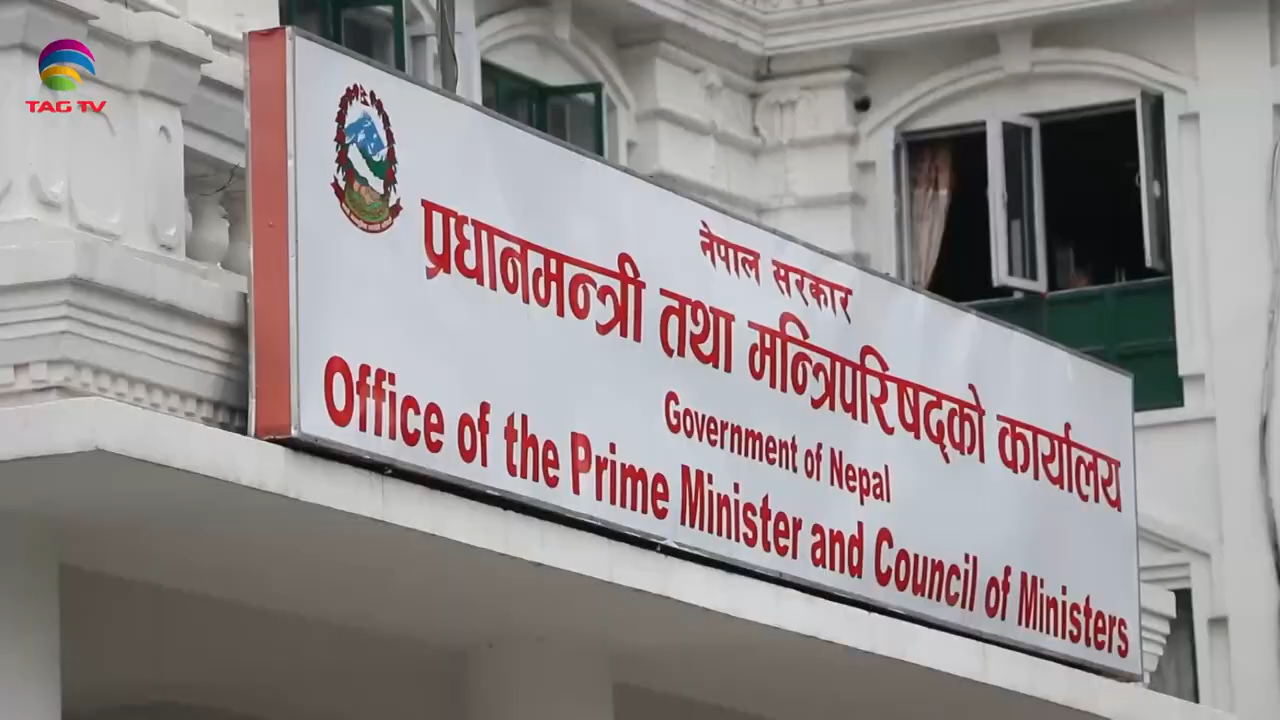 TAG TV
नेपाल सरकार
प्रधानमन्त्री तथा मन्त्रिपरिषद्को कार्यालय
Government of Nepal
Office of the Prime Minister and Council of Ministers